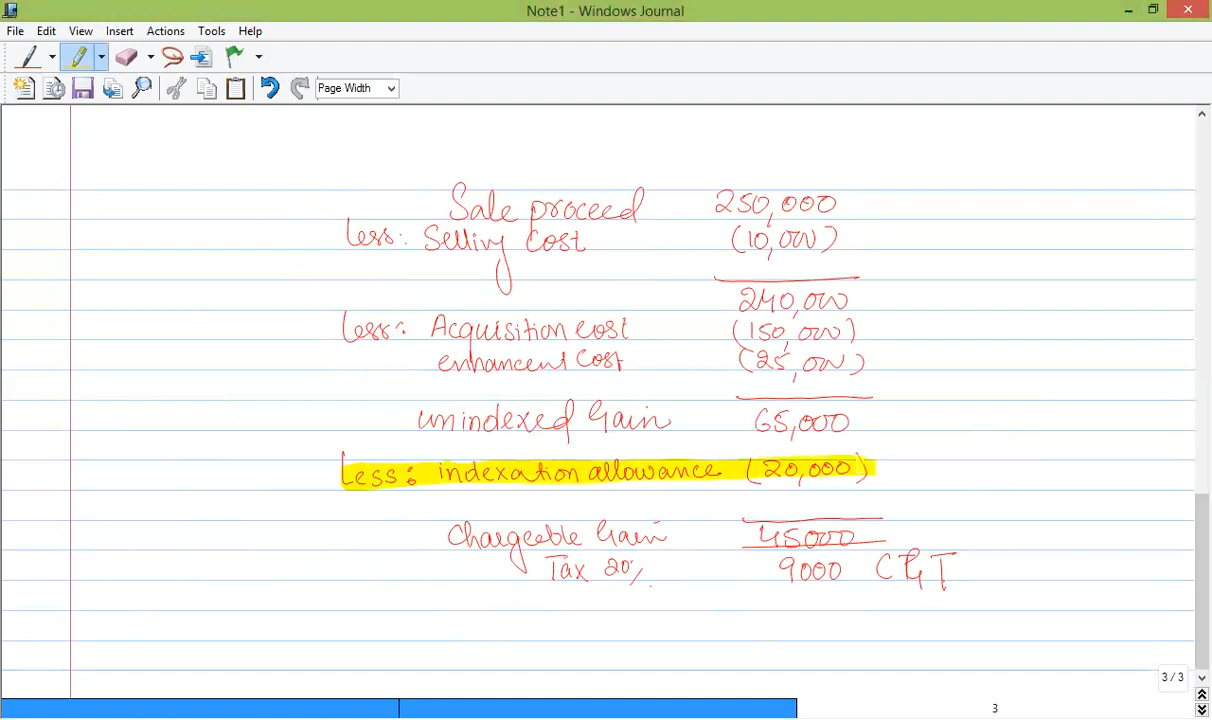 Note1 - Windows Journal
File Edit View Insert Actions Tools Help
Page Width
Sale proceed 250,000
less: Selling Cost (10,000)
240,000
less: Acquisition cost (150,000)
enhancent Cost (25,000)
unindexed Gain 65,000
Less: indexation allowance (20,000)
Chargeable Gain 45000
Tax 20% 9000 CGT
3 / 3
3